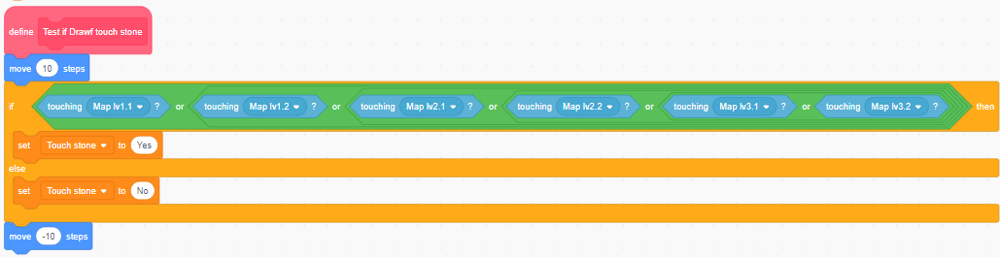 define Test if Drawf touch stone
move 10 steps
if touching Map lv1.1 ? or touching Map lv1.2 ? or touching Map lv2.1 ? or touching Map lv2.2 ? or touching Map lv3.1 ? or touching Map lv3.2 ? then
set Touch stone to Yes
else
set Touch stone to No
move -10 steps